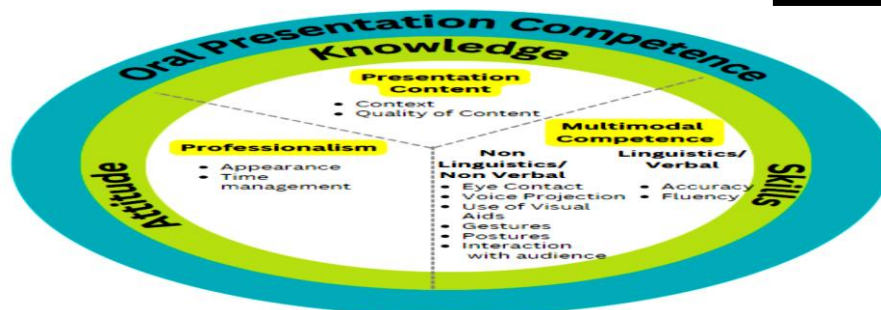 Oral Presentation Competence
Knowledge
Presentation
Content
• Context
• Quality of Content
Professionalism
• Appearance
• Time
management
Attitude
Multimodal
Competence
Non
Linguistics/
Non Verbal
• Eye Contact
• Voice Projection
• Use of Visual
Aids
• Gestures
• Postures
• Interaction
with audience
Linguistics/
Verbal
• Accuracy
• Fluency
Skills